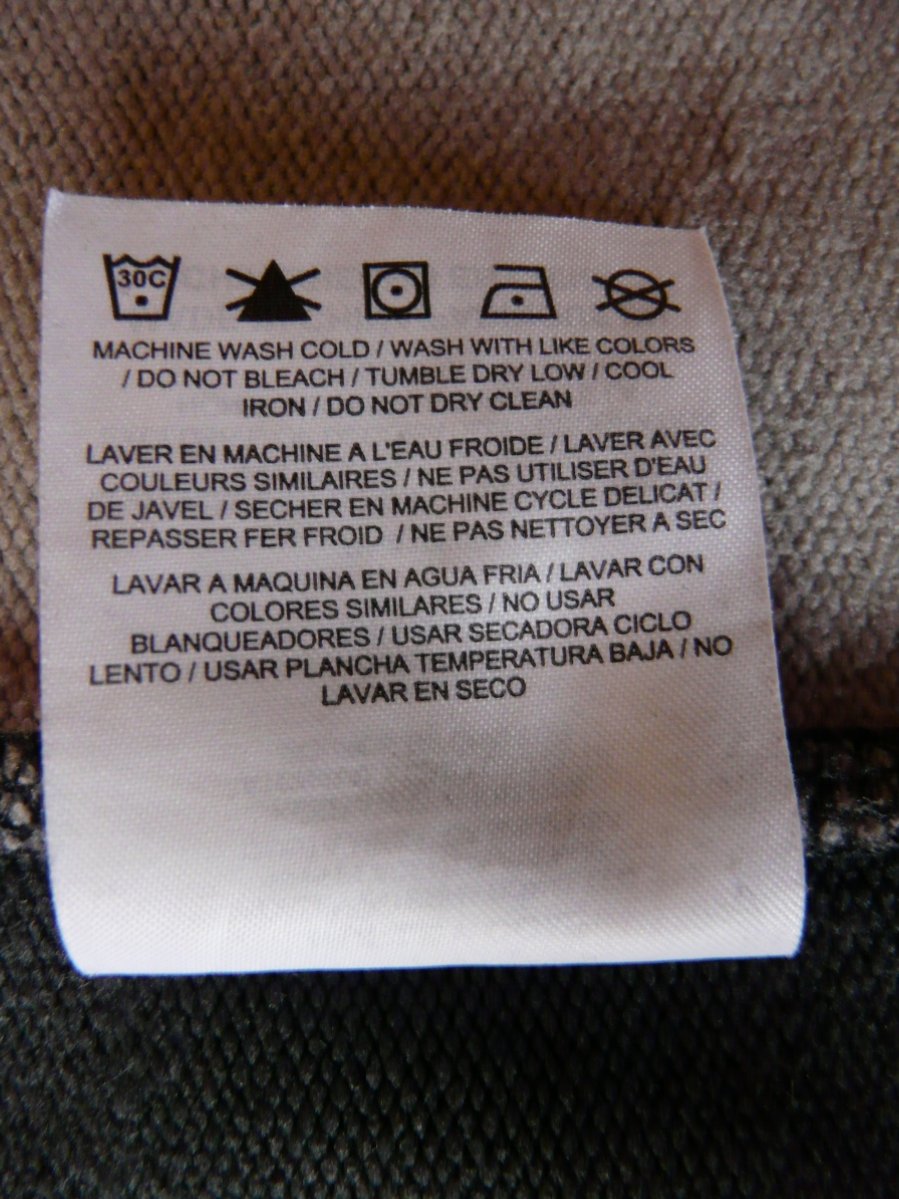 30C
MACHINE WASH COLD / WASH WITH LIKE COLORS
/ DO NOT BLEACH / TUMBLE DRY LOW / COOL
IRON / DO NOT DRY CLEAN
LAVER EN MACHINE A L'EAU FROIDE / LAVER AVEC
COULEURS SIMILAIRES / NE PAS UTILISER D'EAU
DE JAVEL / SECHER EN MACHINE CYCLE DELICAT /
REPASSER FER FROID / NE PAS NETTOYER A SEC
LAVAR A MAQUINA EN AGUA FRIA / LAVAR CON
COLORES SIMILARES / NO USAR
BLANQUEADORES / USAR SECADORA CICLO
LENTO / USAR PLANCHA TEMPERATURA BAJA / NO
LAVAR EN SECO